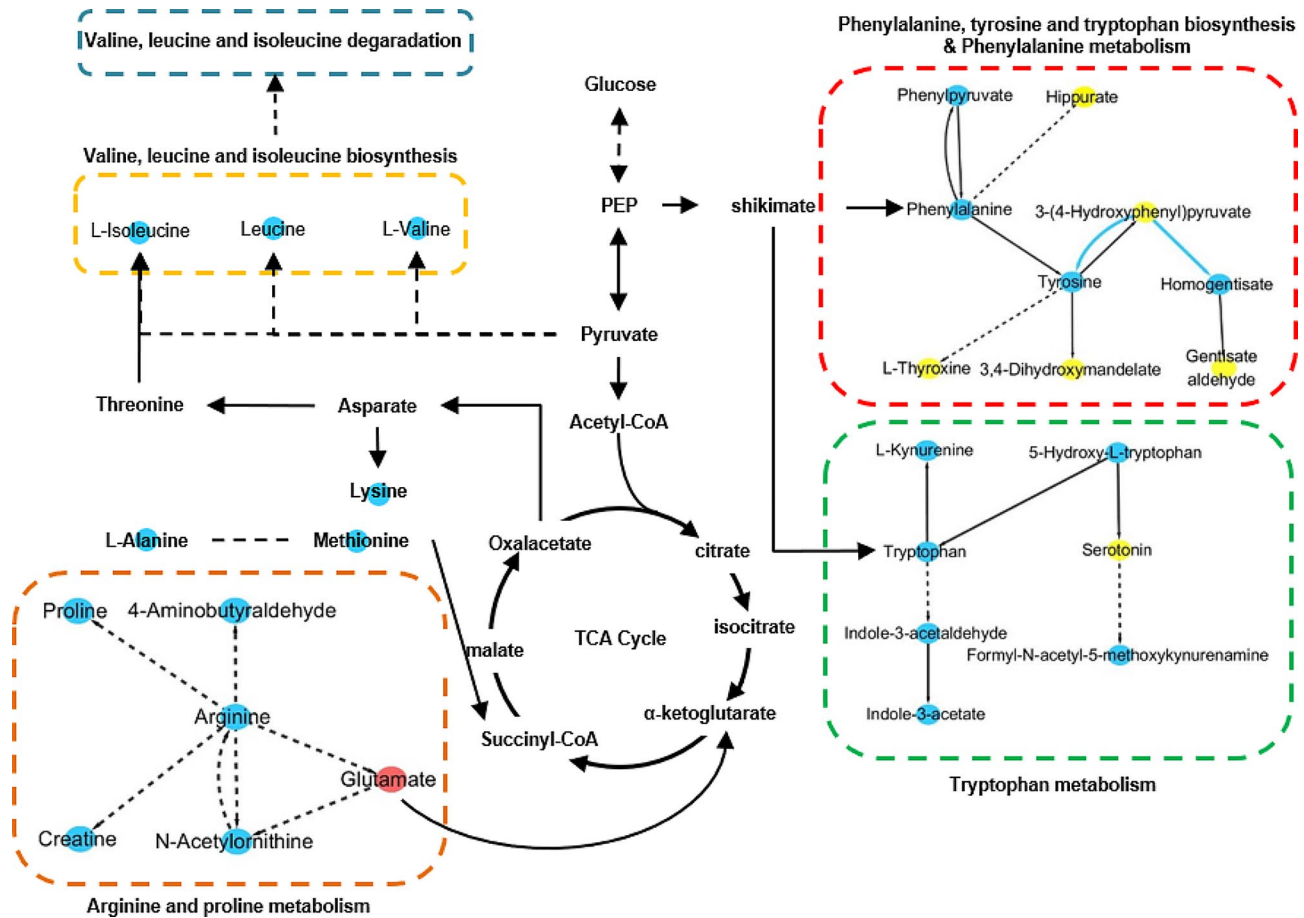 Valine, leucine and isoleucine degaradation
Valine, leucine and isoleucine biosynthesis
L-Isoleucine
Leucine
L-Valine
Glucose
PEP
shikimate
Pyruvate
Threonine
Asparate
Acetyl-CoA
Lysine
L-Alanine
Methionine
Oxalacetate
citrate
isocitrate
TCA Cycle
malate
α-ketoglutarate
Succinyl-CoA
Proline
4-Aminobutyraldehyde
Arginine
Glutamate
Creatine
N-Acetylornithine
Arginine and proline metabolism
Phenylalanine, tyrosine and tryptophan biosynthesis
& Phenylalanine metabolism
Phenylpyruvate
Hippurate
Phenylalanine
3-(4-Hydroxyphenyl)pyruvate
Tyrosine
Homogentisate
L-Thyroxine
3,4-Dihydroxymandelate
Gentisate
aldehyde
L-Kynurenine
5-Hydroxy-L-tryptophan
Tryptophan
Serotonin
Indole-3-acetaldehyde
Formyl-N-acetyl-5-methoxykynurenamine
Indole-3-acetate
Tryptophan metabolism